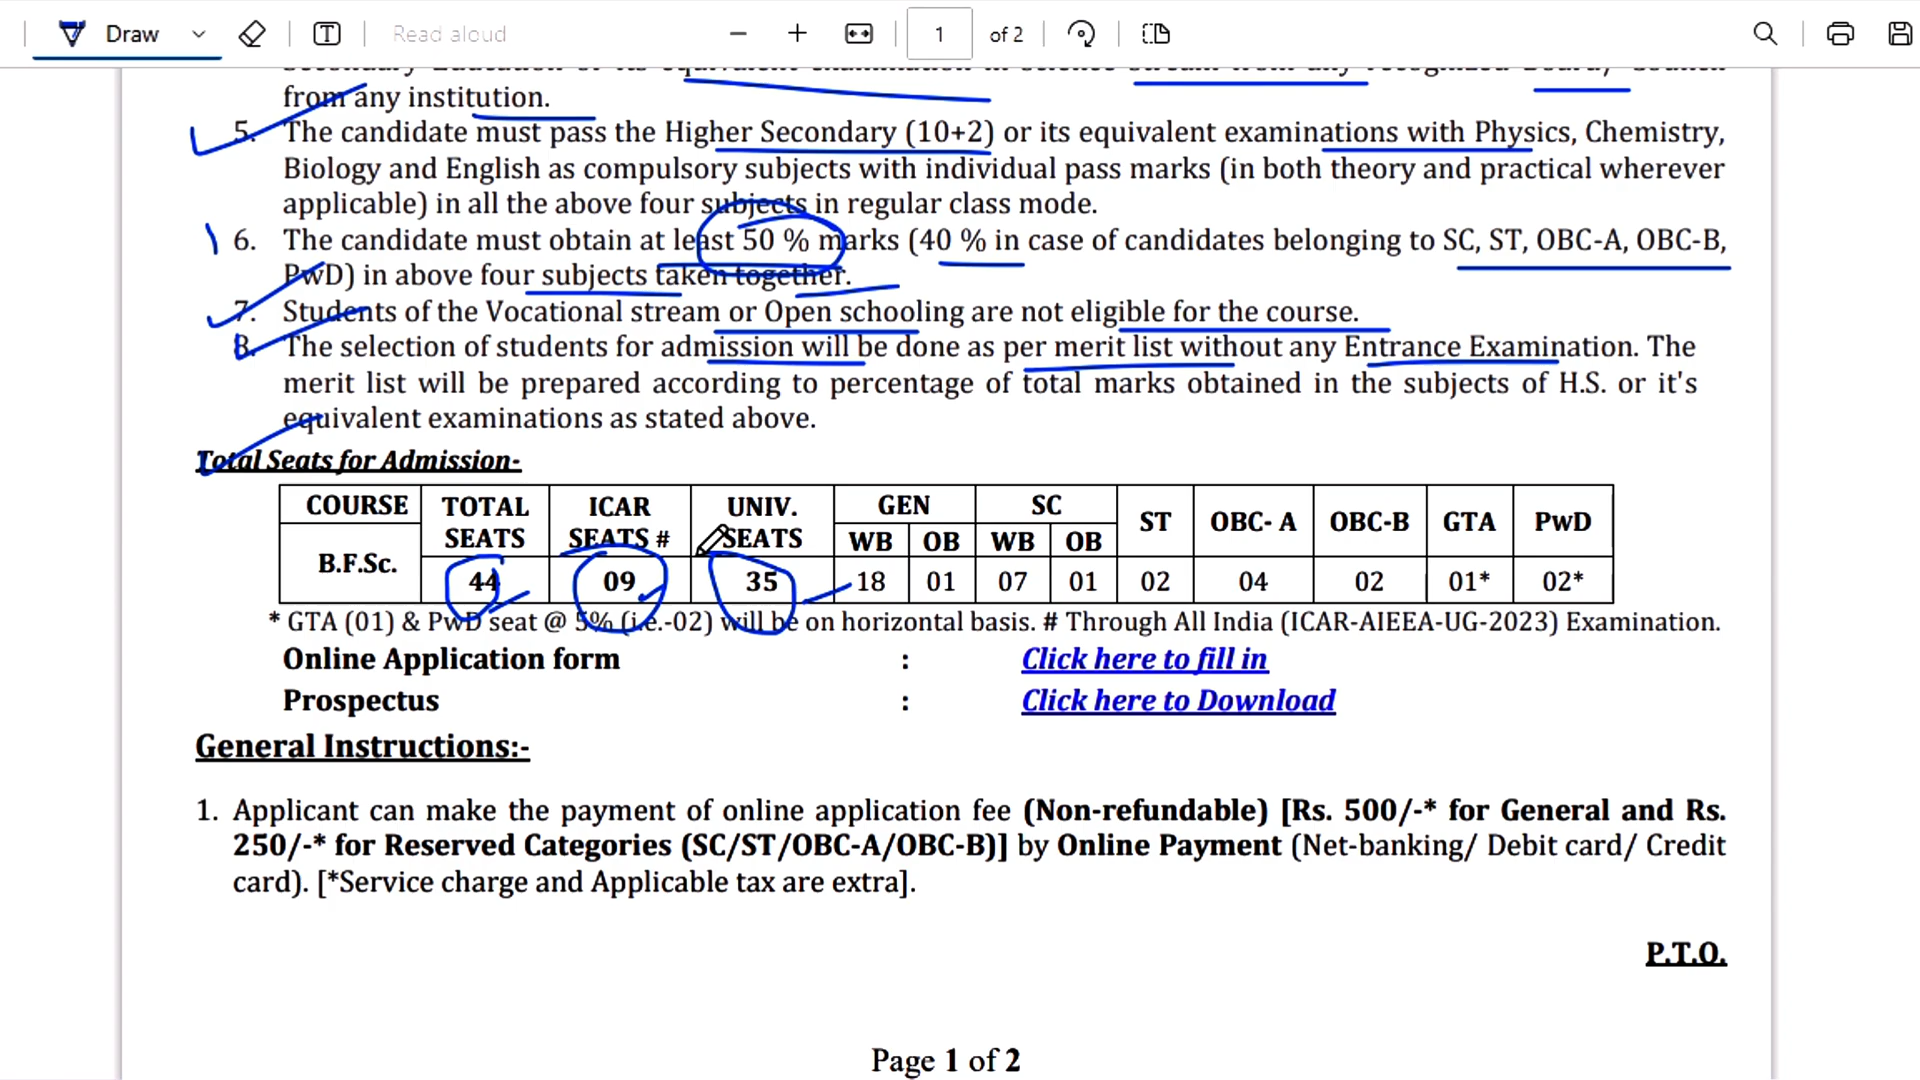 Draw
Read aloud
1 of 2
from any institution.
5. The candidate must pass the Higher Secondary (10+2) or its equivalent examinations with Physics, Chemistry,
Biology and English as compulsory subjects with individual pass marks (in both theory and practical wherever
applicable) in all the above four subjects in regular class mode.
6. The candidate must obtain at least 50 % marks (40 % in case of candidates belonging to SC, ST, OBC-A, OBC-B,
PwD) in above four subjects taken together.
7. Students of the Vocational stream or Open schooling are not eligible for the course.
8. The selection of students for admission will be done as per merit list without any Entrance Examination. The
merit list will be prepared according to percentage of total marks obtained in the subjects of H.S. or it's
equivalent examinations as stated above.
Total Seats for Admission-
COURSE TOTAL SEATS ICAR SEATS # UNIV. SEATS GEN SC ST OBC- A OBC-B GTA PwD
WB OB WB OB
B.F.Sc. 44 09 35 18 01 07 01 02 04 02 01* 02*
* GTA (01) & PwD seat @ 5% (i.e.-02) will be on horizontal basis. # Through All India (ICAR-AIEEA-UG-2023) Examination.
Online Application form : Click here to fill in
Prospectus : Click here to Download
General Instructions:-
1. Applicant can make the payment of online application fee (Non-refundable) [Rs. 500/-* for General and Rs.
250/-* for Reserved Categories (SC/ST/OBC-A/OBC-B)] by Online Payment (Net-banking/ Debit card/ Credit
card). [*Service charge and Applicable tax are extra].
P.T.O.
Page 1 of 2